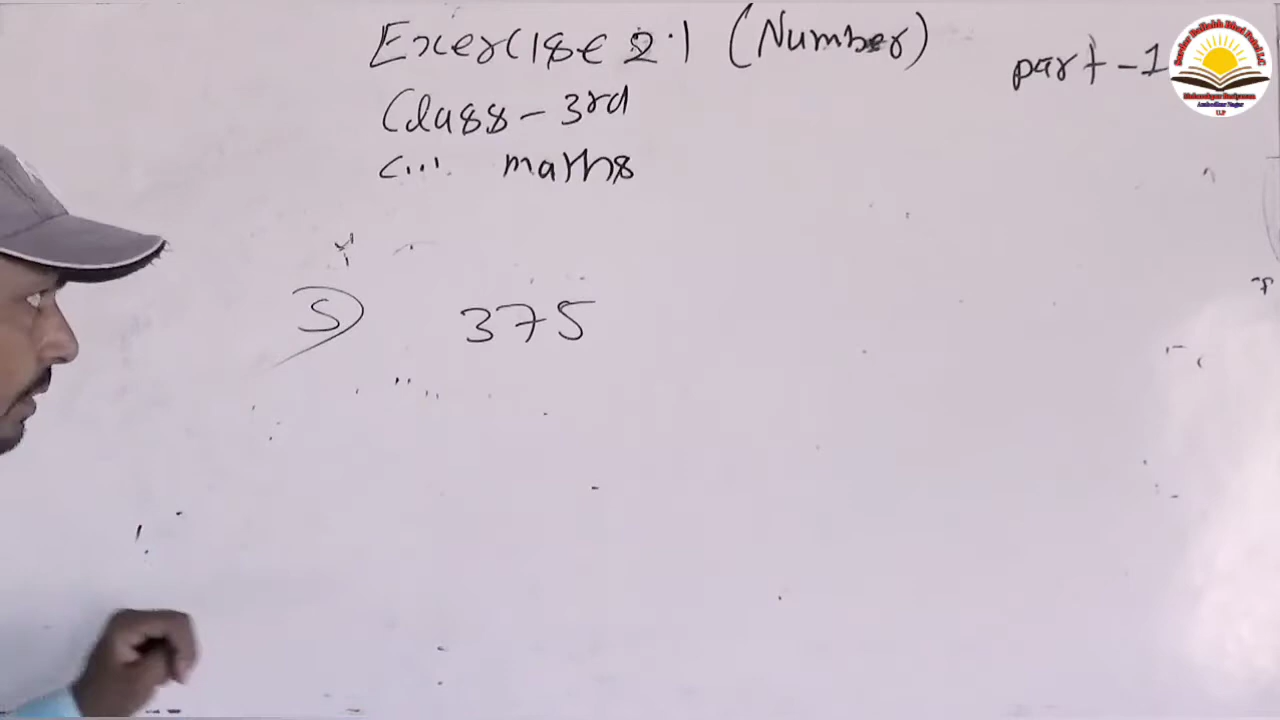 Exercise 2.1 (Number)
part-1
Class-3rd
maths
5) 375